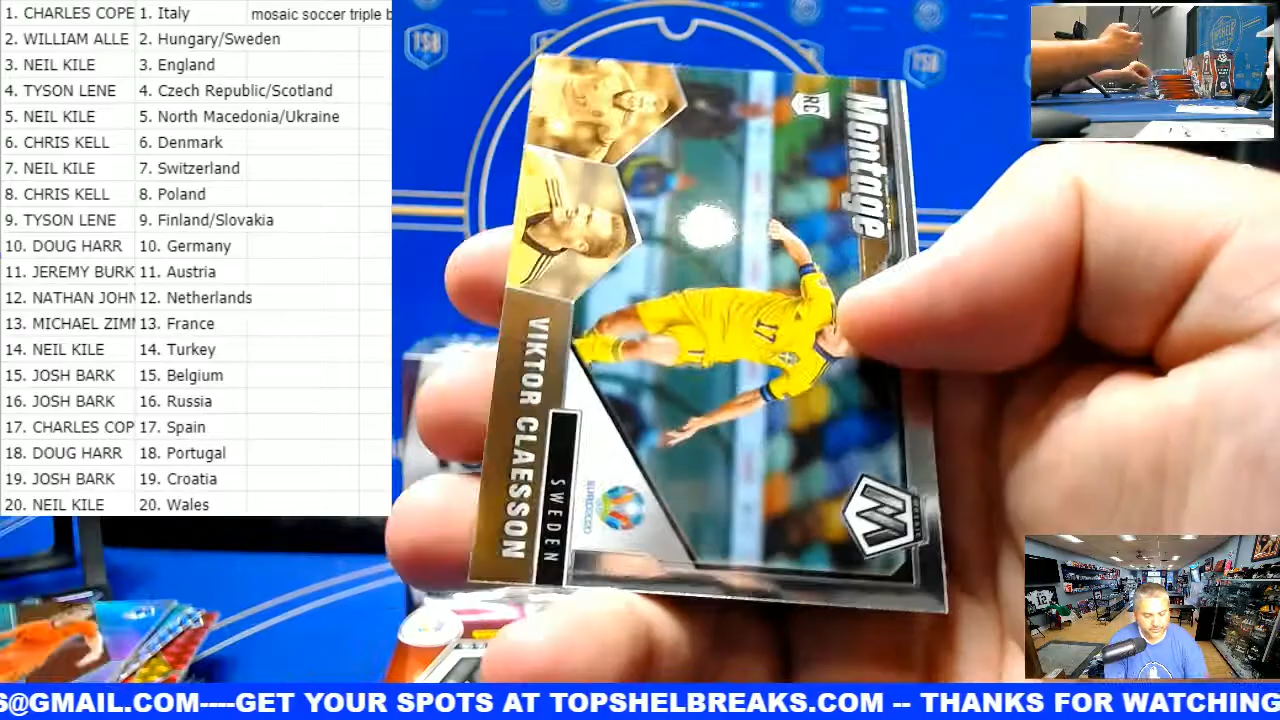 1. CHARLES COPE 1. Italy mosaic soccer triple b
2. WILLIAM ALLE 2. Hungary/Sweden
3. NEIL KILE 3. England
4. TYSON LENE 4. Czech Republic/Scotland
5. NEIL KILE 5. North Macedonia/Ukraine
6. CHRIS KELL 6. Denmark
7. NEIL KILE 7. Switzerland
8. CHRIS KELL 8. Poland
9. TYSON LENE 9. Finland/Slovakia
10. DOUG HARR 10. Germany
11. JEREMY BURK 11. Austria
12. NATHAN JOHN 12. Netherlands
13. MICHAEL ZIM 13. France
14. NEIL KILE 14. Turkey
15. JOSH BARK 15. Belgium
16. JOSH BARK 16. Russia
17. CHARLES COP 17. Spain
18. DOUG HARR 18. Portugal
19. JOSH BARK 19. Croatia
20. NEIL KILE 20. Wales
TSB
TSB
Montage
RC
17
VIKTOR CLAESSON
SWEDEN
EURO2020
MOSAIC
S@GMAIL.COM----GET YOUR SPOTS AT TOPSHELBREAKS.COM -- THANKS FOR WATCHING